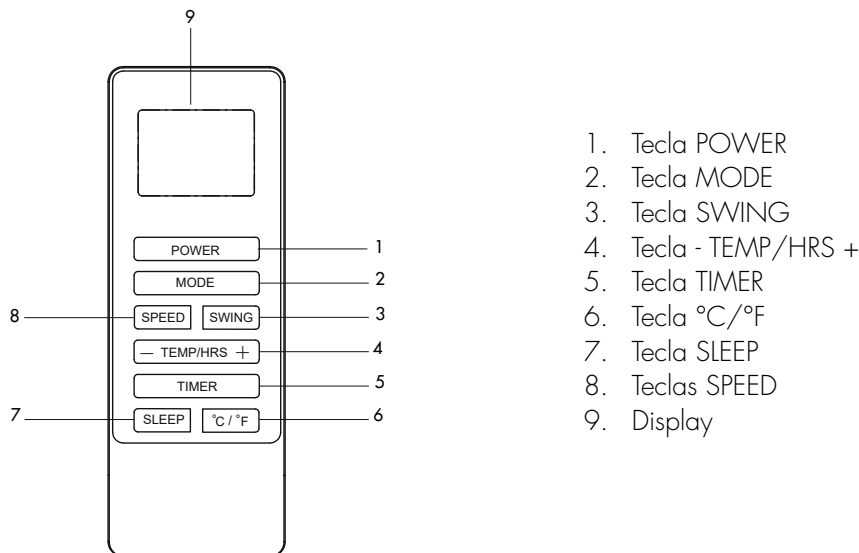 9
POWER
1
MODE
2
8
SPEED
SWING
3
— TEMP/HRS +
4
TIMER
5
7
SLEEP
°C / °F
6
1. Tecla POWER
2. Tecla MODE
3. Tecla SWING
4. Tecla - TEMP/HRS +
5. Tecla TIMER
6. Tecla °C/°F
7. Tecla SLEEP
8. Teclas SPEED
9. Display